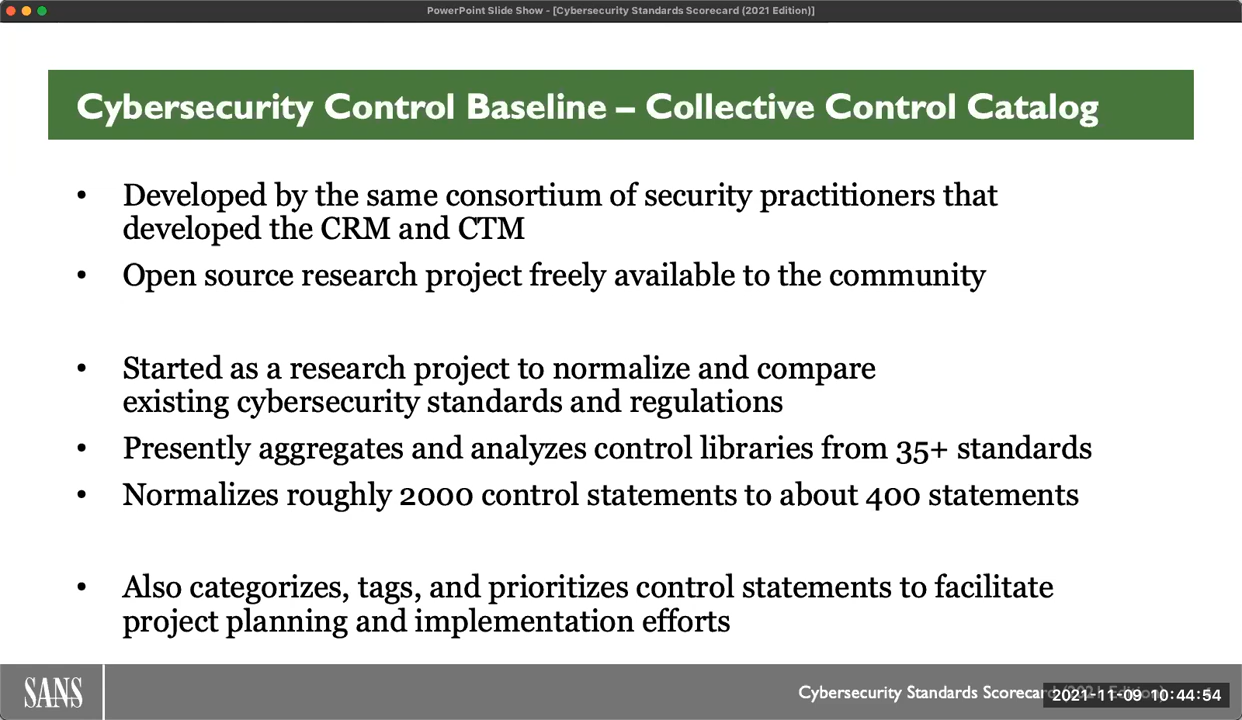 PowerPoint Slide Show - [Cybersecurity Standards Scorecard (2021 Edition)]
Cybersecurity Control Baseline – Collective Control Catalog
• Developed by the same consortium of security practitioners that
developed the CRM and CTM
• Open source research project freely available to the community
• Started as a research project to normalize and compare
existing cybersecurity standards and regulations
• Presently aggregates and analyzes control libraries from 35+ standards
• Normalizes roughly 2000 control statements to about 400 statements
• Also categorizes, tags, and prioritizes control statements to facilitate
project planning and implementation efforts
SANS
Cybersecurity Standards Scorecard
2021-11-09 10:44:54